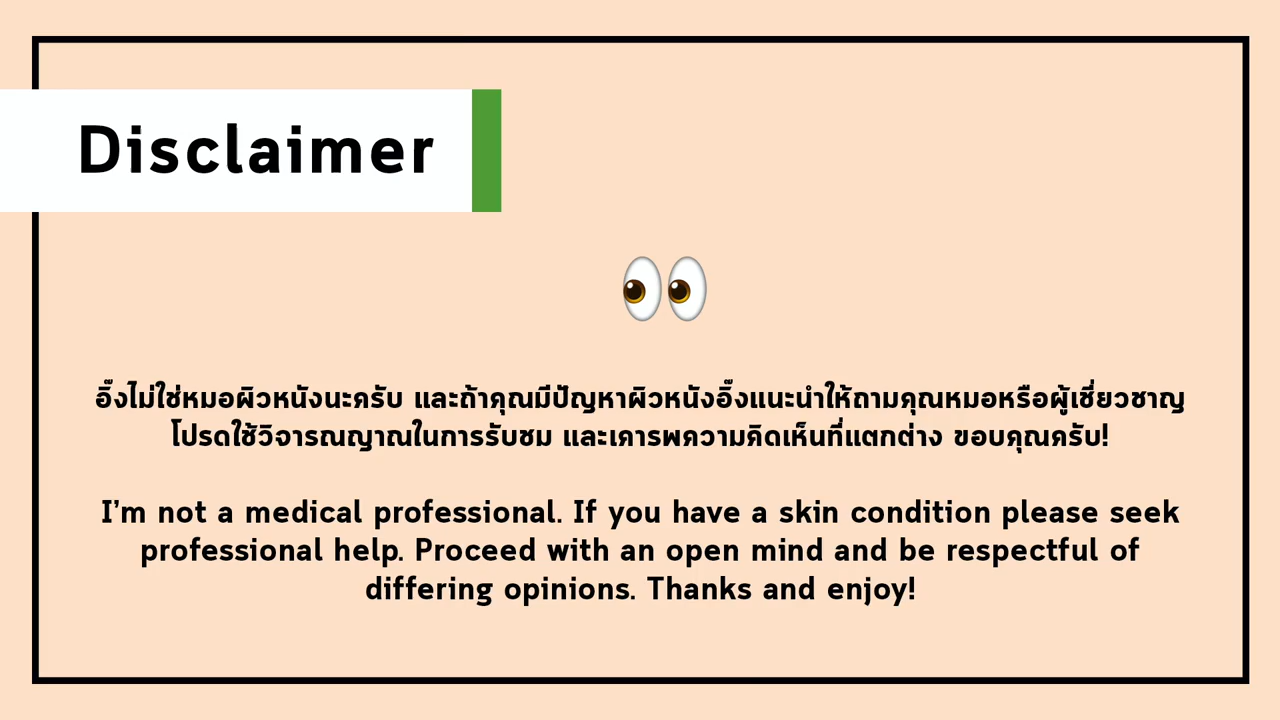 Disclaimer
อิ๊งไม่ใช่หมอผิวหนังนะครับ และถ้าคุณมีปัญหาผิวหนังอิ๊งแนะนำให้ถามคุณหมอหรือผู้เชี่ยวชาญ
โปรดใช้วิจารณญาณในการรับชม และเคารพความคิดเห็นที่แตกต่าง ขอบคุณครับ!
I'm not a medical professional. If you have a skin condition please seek
professional help. Proceed with an open mind and be respectful of
differing opinions. Thanks and enjoy!